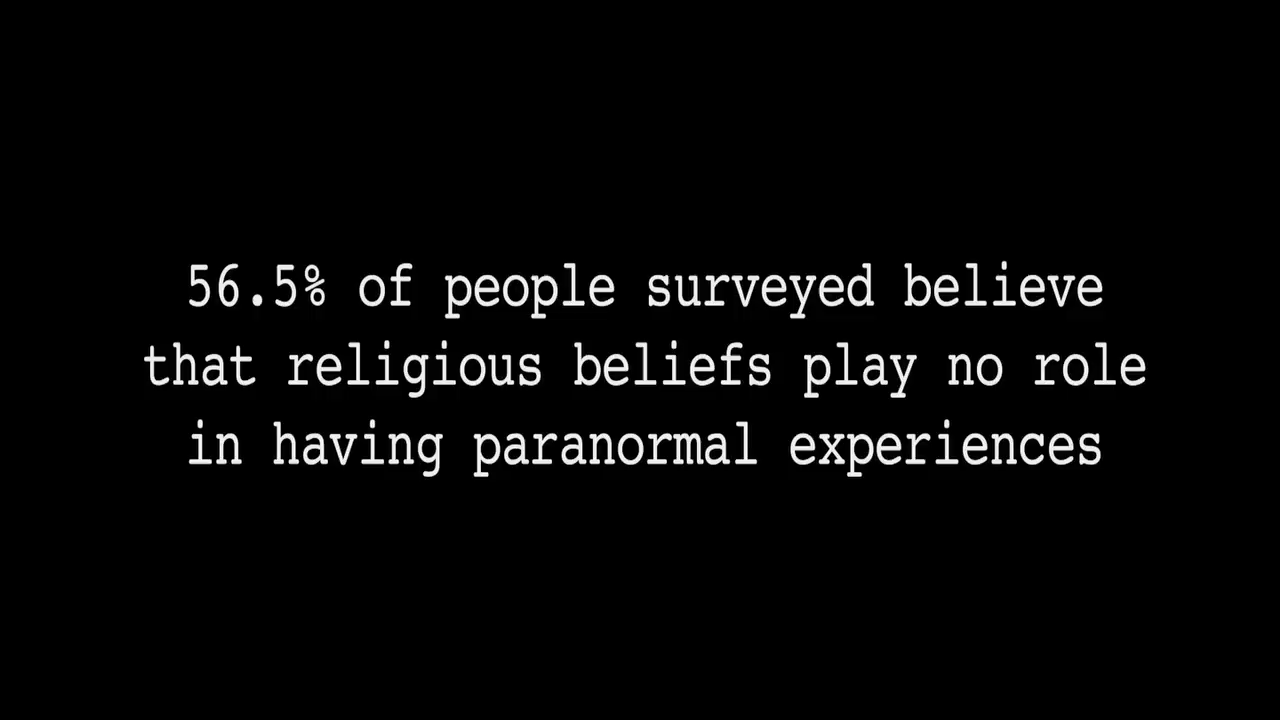 56.5% of people surveyed believe
that religious beliefs play no role
in having paranormal experiences